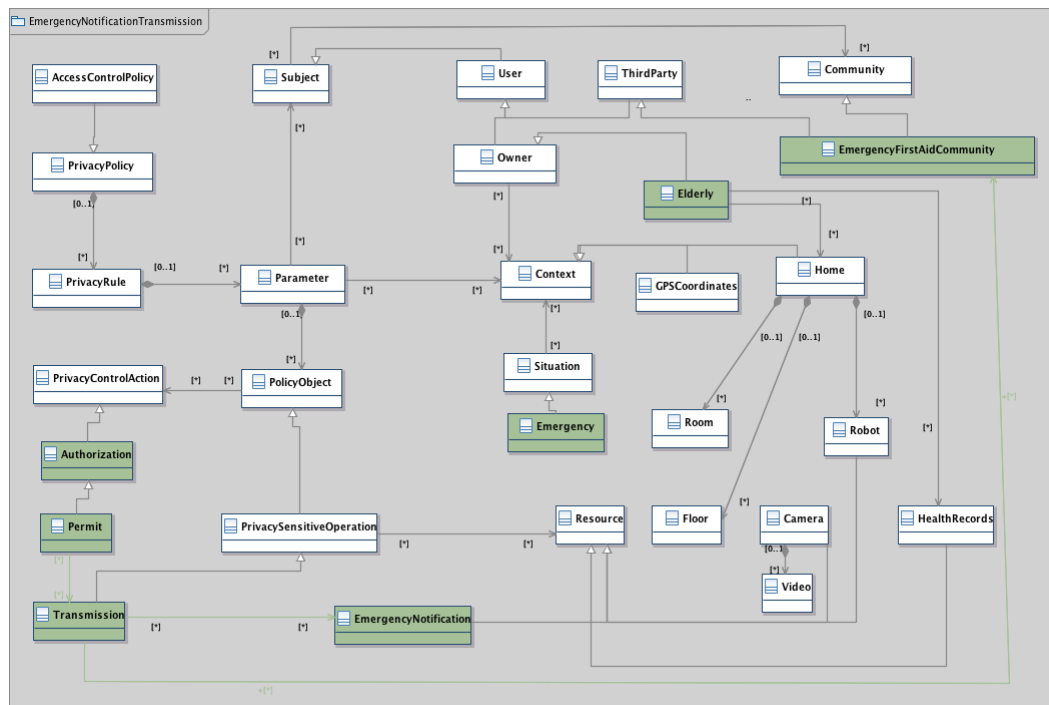 EmergencyNotificationTransmission
[*]
[*]
AccessControlPolicy
Subject
User
ThirdParty
Community
..
[*]
EmergencyFirstAidCommunity
PrivacyPolicy
Owner
[0..1]
[*]
Elderly
[*]
[*]
[*]
[*]
[*]
[*]
[0..1]
[*]
PrivacyRule
Parameter
Context
GPSCoordinates
Home
[*]
[*]
[0..1]
[*]
[0..1]
[0..1]
[0..1]
[*]
[*]
PrivacyControlAction
[*]
[*]
PolicyObject
Situation
+[*]
[*]
[*]
Room
Emergency
Robot
[*]
Authorization
[*]
Permit
PrivacySensitiveOperation
Resource
Floor
Camera
HealthRecords
[*]
[*]
[0..1]
[*]
[*]
Video
[*]
Transmission
EmergencyNotification
[*]
[*]
+[*]